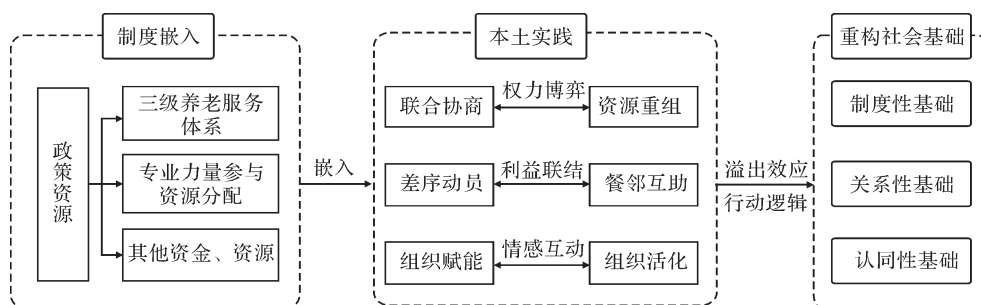 制度嵌入
政策资源
三级养老服务
体系
专业力量参与
资源分配
其他资金、资源
嵌入
本土实践
联合协商
权力博弈
资源重组
差序动员
利益联结
餐邻互助
组织赋能
情感互动
组织活化
溢出效应
行动逻辑
重构社会基础
制度性基础
关系性基础
认同性基础